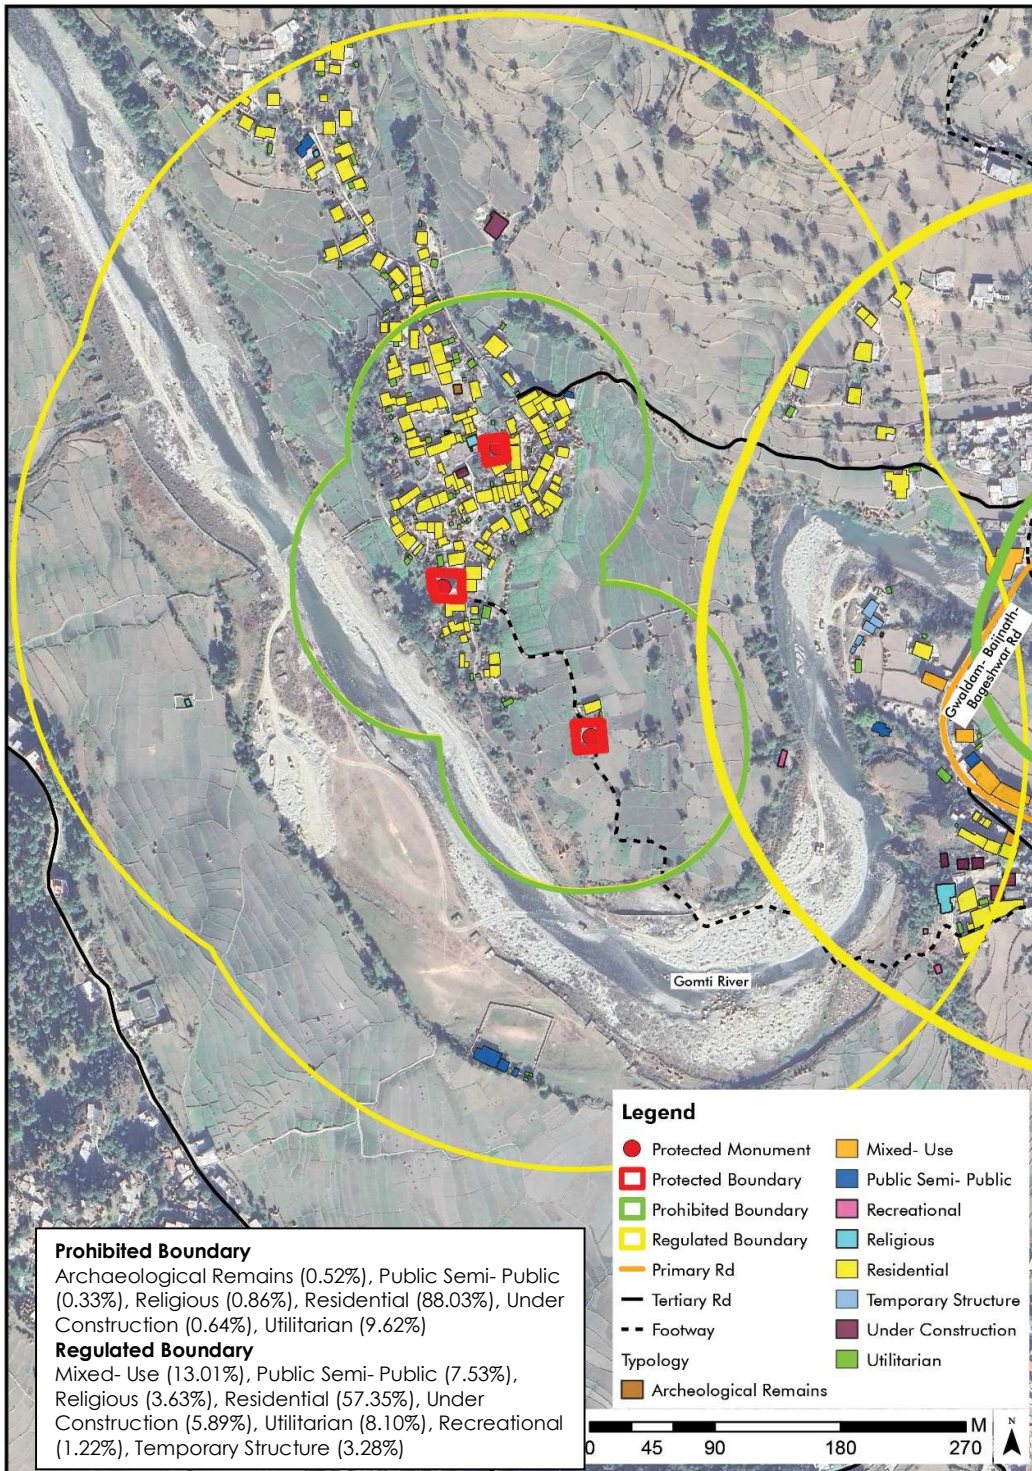 Gwaldam- Baijnath-
Bageshwar Rd
Gomti River
Legend
Protected Monument
Protected Boundary
Prohibited Boundary
Regulated Boundary
Primary Rd
Tertiary Rd
Footway
Typology
Archeological Remains
Mixed- Use
Public Semi- Public
Recreational
Religious
Residential
Temporary Structure
Under Construction
Utilitarian
Prohibited Boundary
Archaeological Remains (0.52%), Public Semi- Public
(0.33%), Religious (0.86%), Residential (88.03%), Under
Construction (0.64%), Utilitarian (9.62%)
Regulated Boundary
Mixed- Use (13.01%), Public Semi- Public (7.53%),
Religious (3.63%), Residential (57.35%), Under
Construction (5.89%), Utilitarian (8.10%), Recreational
(1.22%), Temporary Structure (3.28%)
M
0 45 90 180 270
N